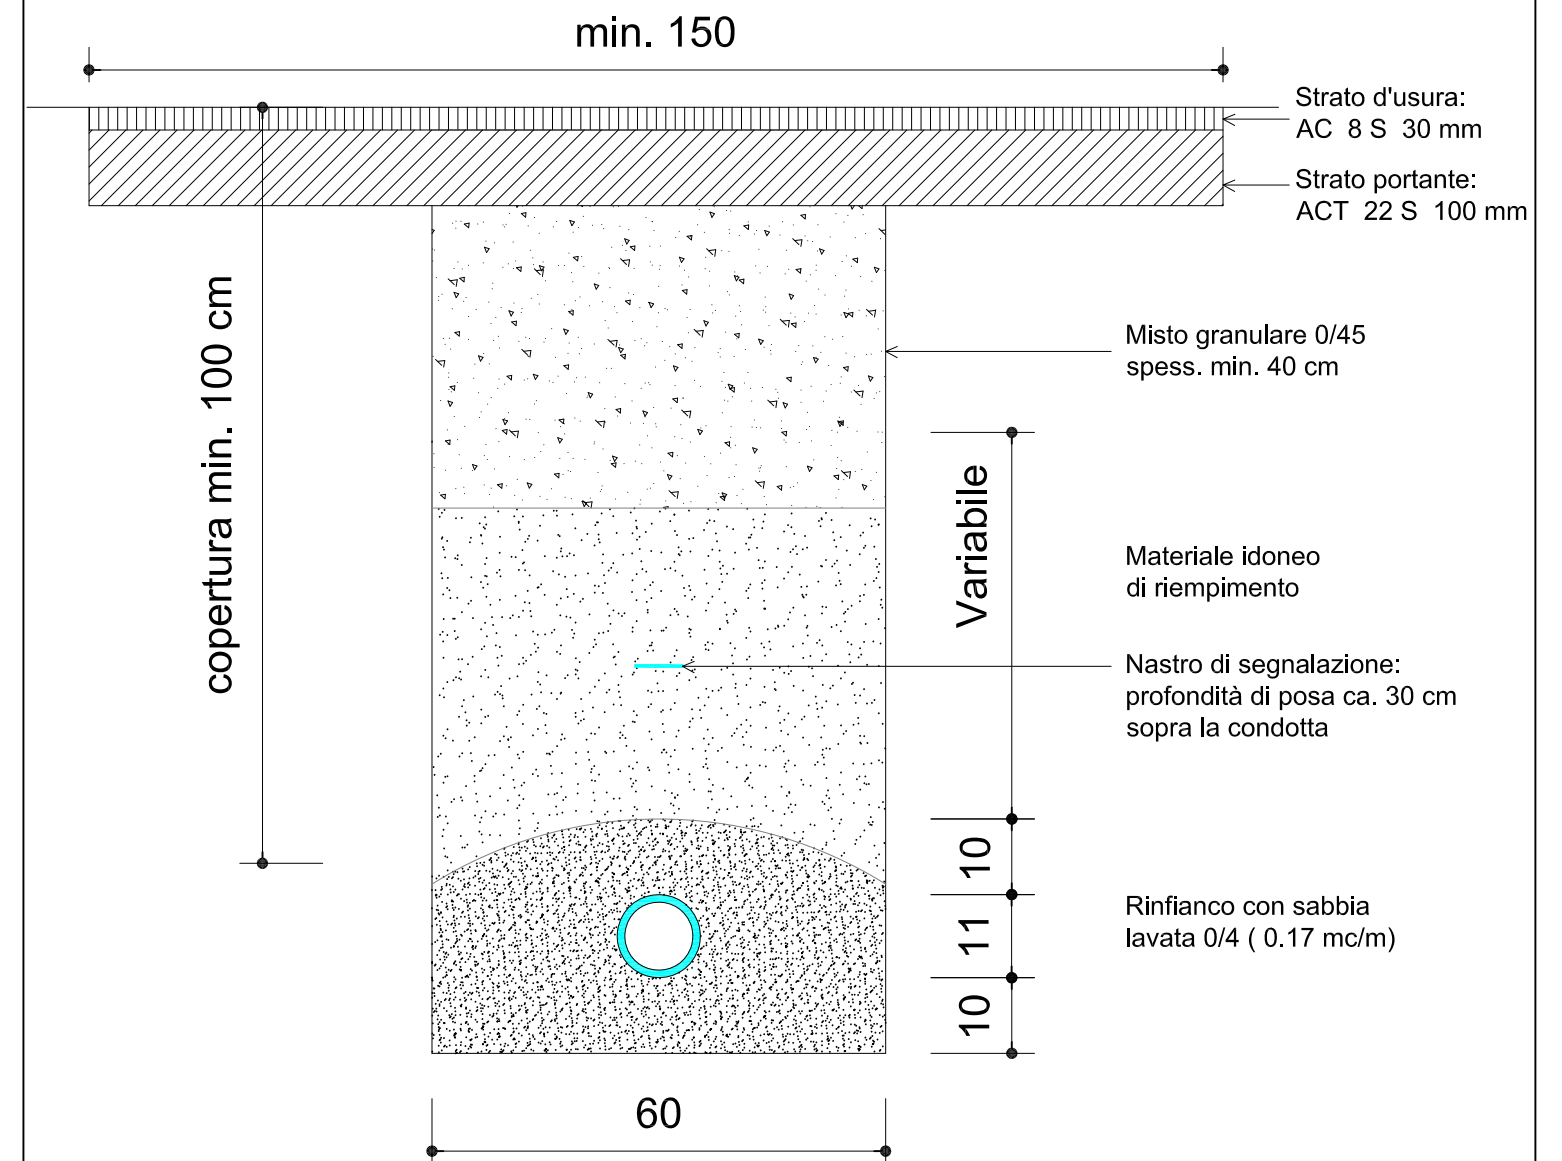 min. 150
Strato d'usura:
AC 8 S 30 mm
Strato portante:
ACT 22 S 100 mm
copertura min. 100 cm
Misto granulare 0/45
spess. min. 40 cm
Variabile
Materiale idoneo
di riempimento
Nastro di segnalazione:
profondità di posa ca. 30 cm
sopra la condotta
10
11
10
Rinfianco con sabbia
lavata 0/4 ( 0.17 mc/m)
60